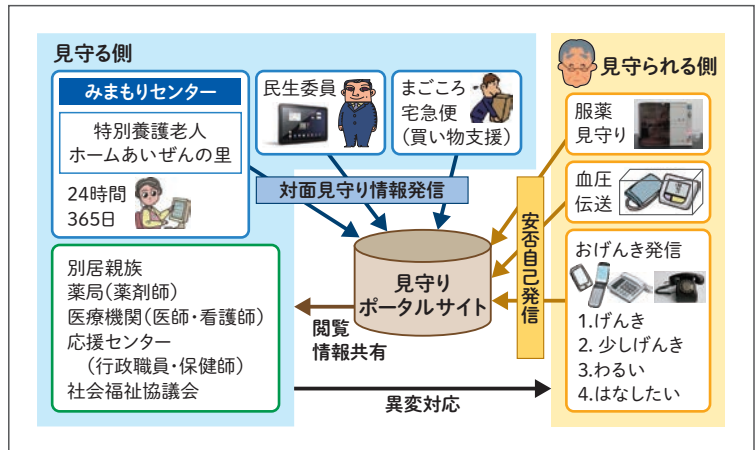 見守る側
みまもりセンター
特別養護老人
ホームあいぜんの里
24時間
365日
民生委員
まごころ
宅急便
(買い物支援)
対面見守り情報発信
別居親族
薬局(薬剤師)
医療機関(医師・看護師)
応援センター
(行政職員・保健師)
社会福祉協議会
見守り
ポータルサイト
閲覧
情報共有
異変対応
安否自己発信
見守られる側
服薬
見守り
血圧
伝送
おげんき発信
1.げんき
2. 少しげんき
3.わるい
4.はなしたい